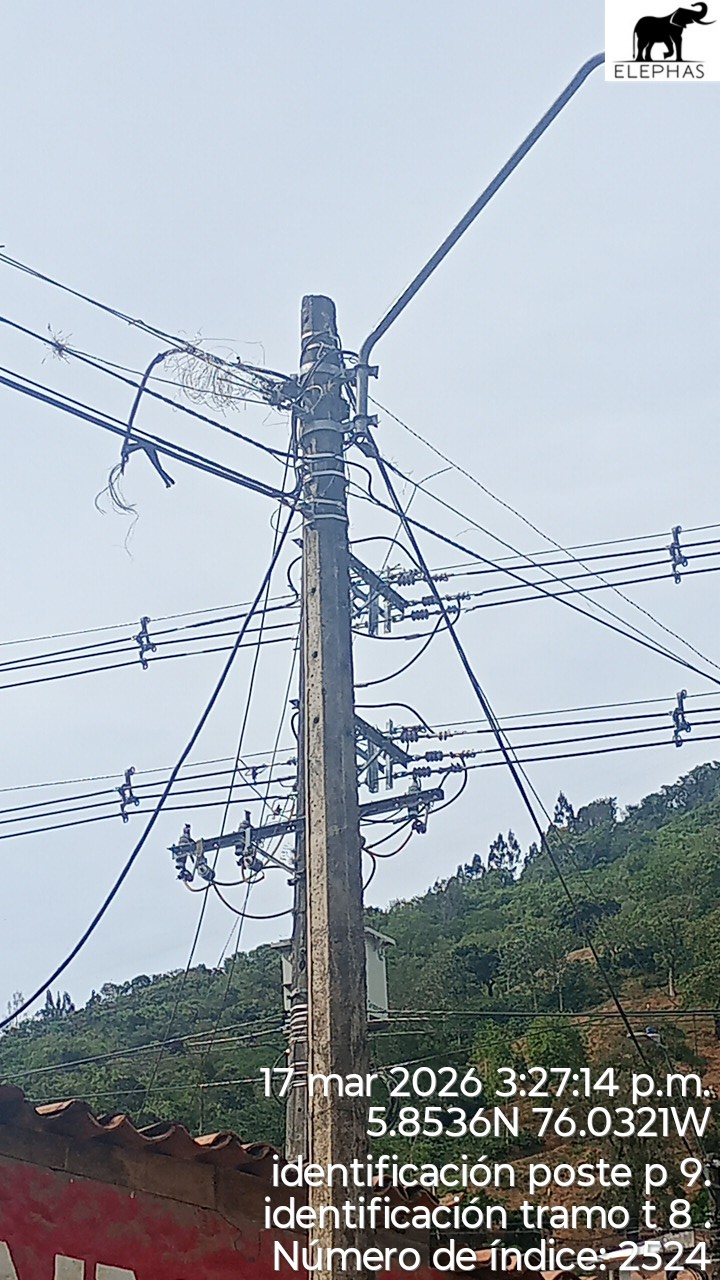 ELEPHAS
17 mar 2026 3:27:14 p.m.
5.8536N 76.0321W
identificación poste p 9.
identificación tramo t 8 .
Número de índice: 2524